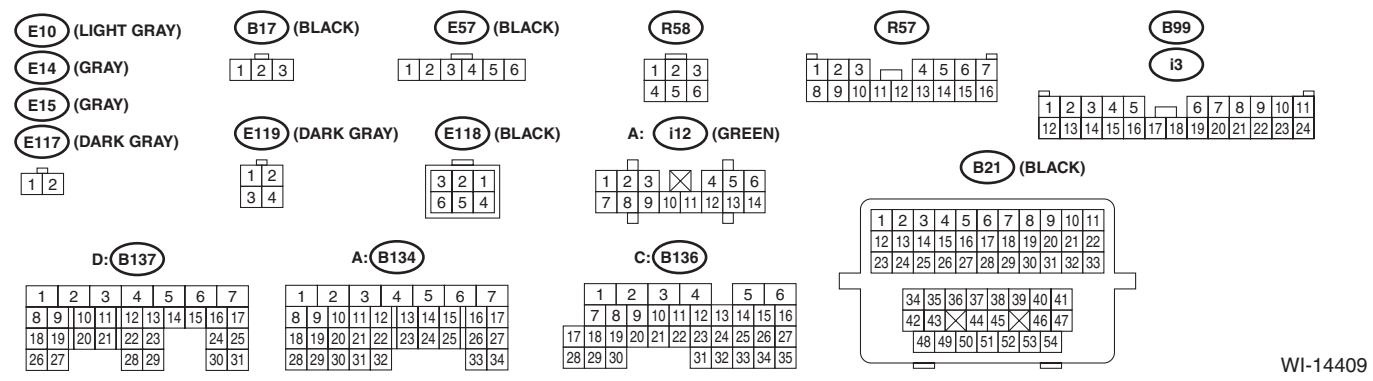 E10 (LIGHT GRAY)
E14 (GRAY)
E15 (GRAY)
E117 (DARK GRAY)
1 2
B17 (BLACK)
1 2 3
E57 (BLACK)
1 2 3 4 5 6
R58
1 2 3
4 5 6
R57
1 2 3 4 5 6 7
8 9 10 11 12 13 14 15 16
B99
i3
1 2 3 4 5 6 7 8 9 10 11
12 13 14 15 16 17 18 19 20 21 22 23 24
E119 (DARK GRAY)
1 2
3 4
E118 (BLACK)
3 2 1
6 5 4
A: i12 (GREEN)
1 2 3 4 5 6
7 8 9 10 11 12 13 14
B21 (BLACK)
1 2 3 4 5 6 7 8 9 10 11
12 13 14 15 16 17 18 19 20 21 22
23 24 25 26 27 28 29 30 31 32 33
34 35 36 37 38 39 40 41
42 43 44 45 46 47
48 49 50 51 52 53 54
D: B137
1 2 3 4 5 6 7
8 9 10 11 12 13 14 15 16 17
18 19 20 21 22 23 24 25
26 27 28 29 30 31
A: B134
1 2 3 4 5 6 7
8 9 10 11 12 13 14 15 16 17
18 19 20 21 22 23 24 25 26 27
28 29 30 31 32 33 34
C: B136
1 2 3 4 5 6
7 8 9 10 11 12 13 14 15 16
17 18 19 20 21 22 23 24 25 26 27
28 29 30 31 32 33 34 35
WI-14409